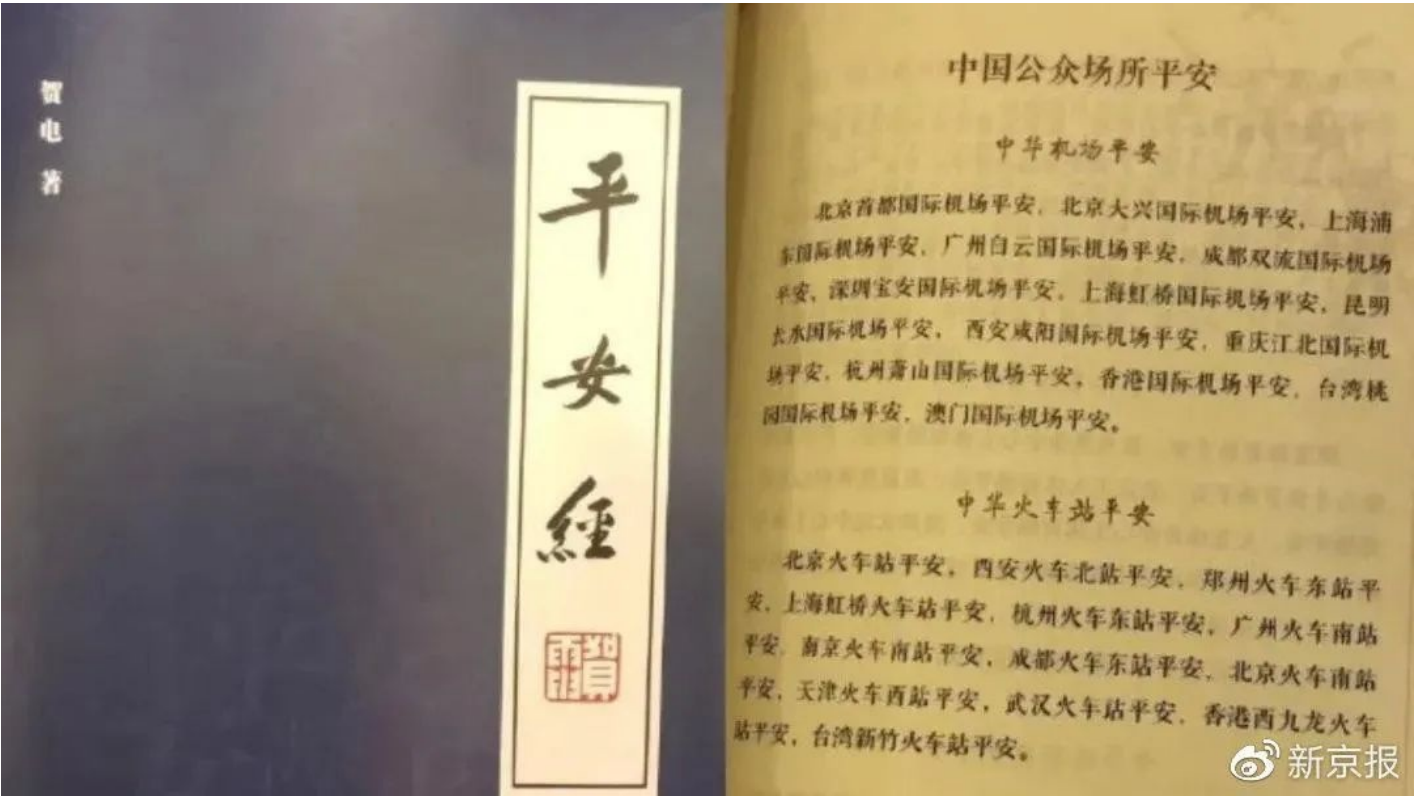 贺电 著
平安經
賀電
中国公众场所平安
中华机场平安
北京首都国际机场平安，北京大兴国际机场平安，上海浦
东国际机场平安，广州白云国际机场平安，成都双流国际机场
平安，深圳宝安国际机场平安，上海虹桥国际机场平安，昆明
长水国际机场平安， 西安咸阳国际机场平安，重庆江北国际机
场平安，杭州萧山国际机场平安，香港国际机场平安，台湾桃
园国际机场平安，澳门国际机场平安。
中华火车站平安
北京火车站平安，西安火车北站平安，郑州火车东站平
安，上海虹桥火车站平安，杭州火车东站平安，广州火车南站
平安，南京火车南站平安，成都火车东站平安，北京火车南站
平安，天津火车西站平安，武汉火车站平安，香港西九龙火车
站平安，台湾新竹火车站平安。
新京报